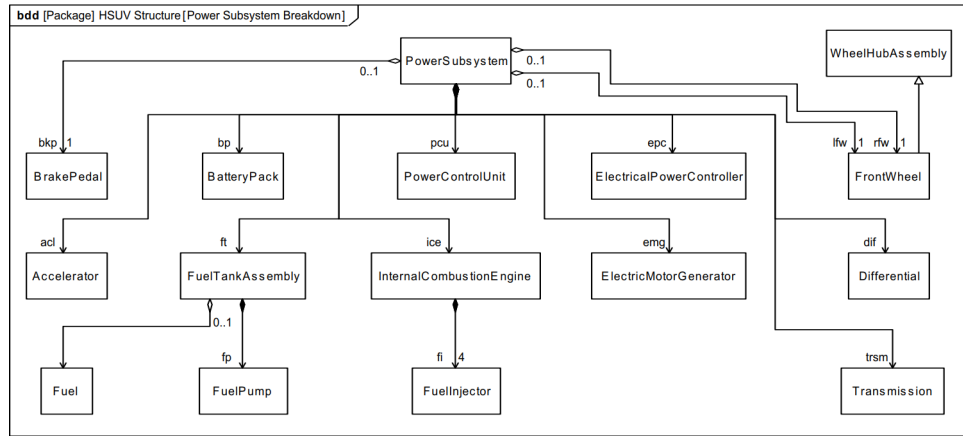 bdd [Package] HSUV Structure [Power Subsystem Breakdown]
PowerSubsystem
WheelHubAssembly
0..1
0..1
0..1
bkp 1
bp
pcu
epc
lfw 1
rfw 1
BrakePedal
BatteryPack
PowerControlUnit
ElectricalPowerController
FrontWheel
acl
ft
ice
emg
dif
Accelerator
FuelTankAssembly
InternalCombustionEngine
ElectricMotorGenerator
Differential
0..1
fp
fi 4
trsm
Fuel
FuelPump
FuelInjector
Transmission